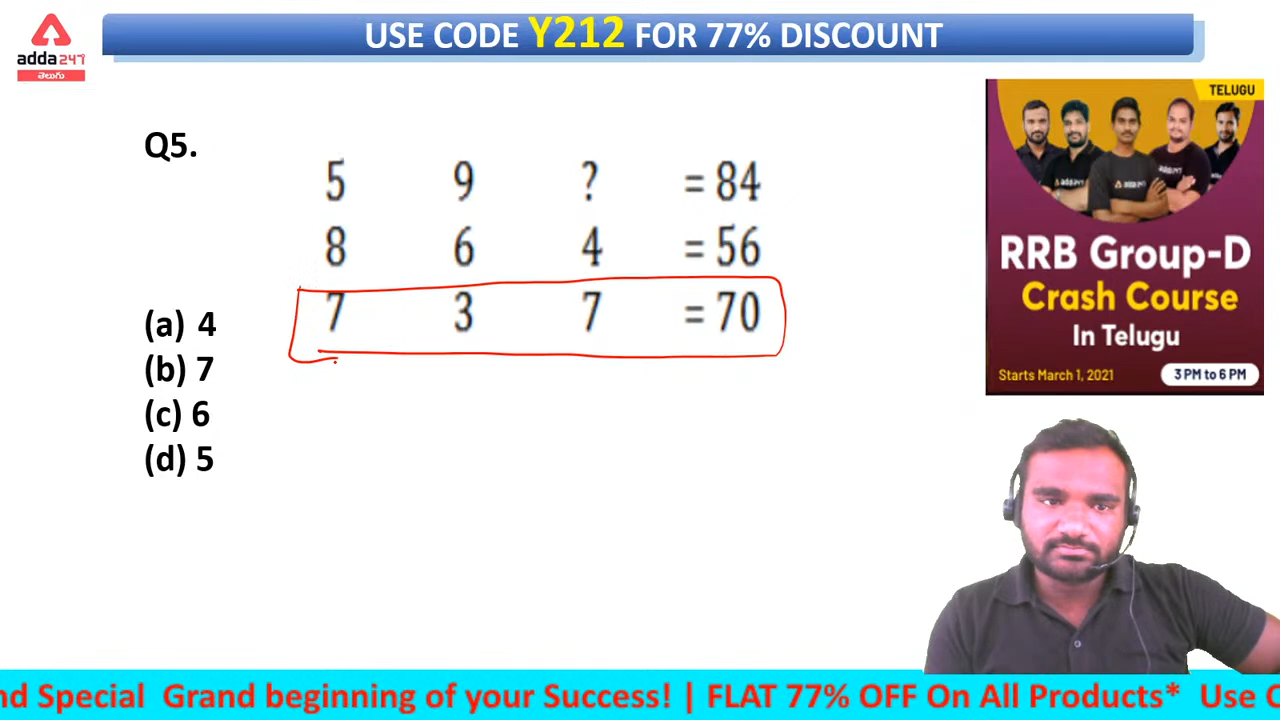 USE CODE Y212 FOR 77% DISCOUNT
adda247
తెలుగు
TELUGU
Q5.
5 9 ? = 84
8 6 4 = 56
7 3 7 = 70
(a) 4
(b) 7
(c) 6
(d) 5
RRB Group-D
Crash Course
In Telugu
Starts March 1, 2021
3 PM to 6 PM
nd Special Grand beginning of your Success! | FLAT 77% OFF On All Products* Use C